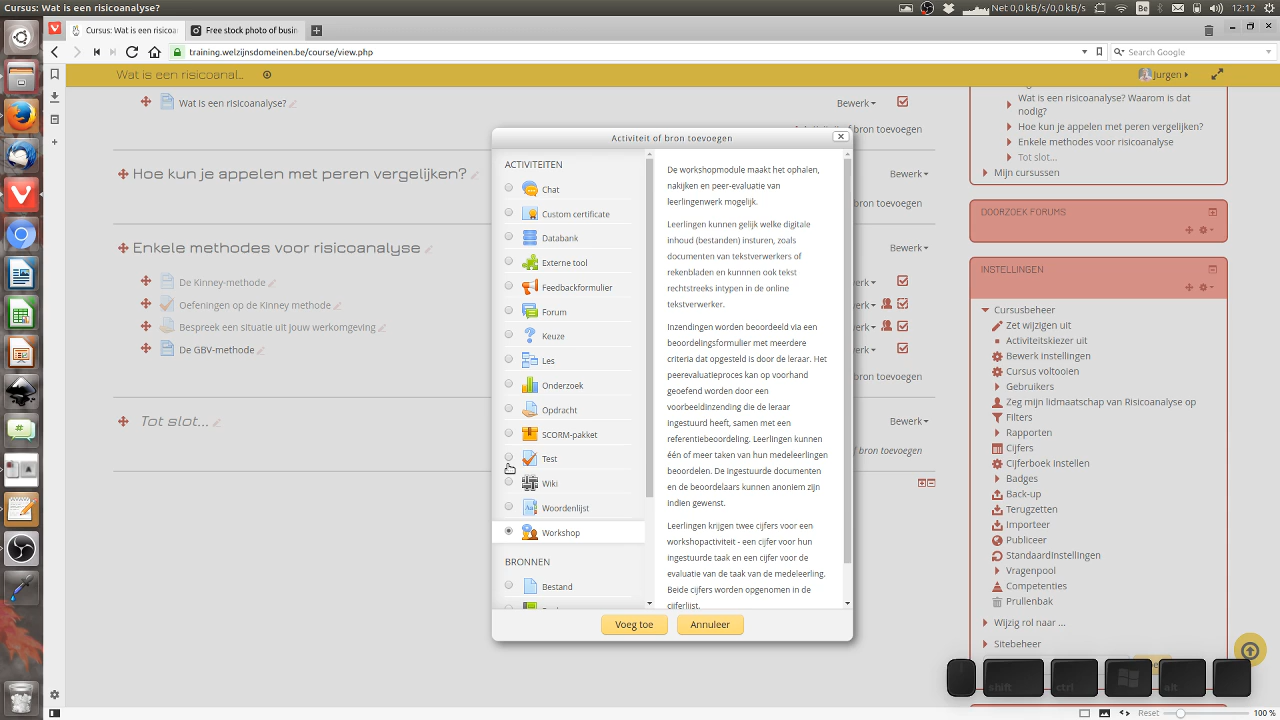 Cursus: Wat is een risicoanalyse?
Net 0,0 kB/s/0,0 kB/s
Be
12:12
Cursus: Wat is een risicoa
Free stock photo of busin
training.welzijnsdomeinen.be/course/view.php
Search Google
Wat is een risicoanal...
Jurgen
Wat is een risicoanalyse?
Bewerk
Activiteit of bron toevoegen
Hoe kun je appelen met peren vergelijken?
Bewerk
toevoegen
Enkele methodes voor risicoanalyse
Bewerk
De Kinney-methode
Oefeningen op de Kinney methode
Bespreek een situatie uit jouw werkomgeving
De GBV-methode
toevoegen
Tot slot...
Bewerk
of bron toevoegen
Activiteit of bron toevoegen
ACTIVITEITEN
Chat
Custom certificate
Databank
Externe tool
Feedbackformulier
Forum
Keuze
Les
Onderzoek
Opdracht
SCORM-pakket
Test
Wiki
Woordenlijst
Workshop
BRONNEN
Bestand
De workshopmodule maakt het ophalen,
nakijken en peer-evaluatie van
leerlingenwerk mogelijk.
Leerlingen kunnen gelijk welke digitale
inhoud (bestanden) insturen, zoals
documenten van tekstverwerkers of
rekenbladen en kunnnen ook tekst
rechtstreeks intypen in de online
tekstverwerker.
Inzendingen worden beoordeeld via een
beoordelingsformulier met meerdere
criteria dat opgesteld is door de leraar. Het
peerevaluatieproces kan op voorhand
geoefend worden door een
voorbeeldinzending die de leraar
ingestuurd heeft, samen met een
referentiebeoordeling. Leerlingen kunnen
één of meer taken van hun medeleerlingen
beoordelen. De ingestuurde documenten
en de beoordelaars kunnen anoniem zijn
indien gewenst.
Leerlingen krijgen twee cijfers voor een
workshopactiviteit - een cijfer voor hun
ingestuurde taak en een cijfer voor de
evaluatie van de taak van de medeleerling.
Beide cijfers worden opgenomen in de
cijferlijst.
Voeg toe
Annuleer
Wat is een risicoanalyse? Waarom is dat
nodig?
Hoe kun je appelen met peren vergelijken?
Enkele methodes voor risicoanalyse
Tot slot...
Mijn cursussen
DOORZOEK FORUMS
INSTELLINGEN
Cursusbeheer
Zet wijzigen uit
Activiteitskiezer uit
Bewerk instellingen
Cursus voltooien
Gebruikers
Zeg mijn lidmaatschap van Risicoanalyse op
Filters
Rapporten
Cijfers
Cijferboek instellen
Badges
Back-up
Terugzetten
Importeer
Publiceer
Standaardinstellingen
Vragenpool
Competenties
Prullenbak
Wijzig rol naar ...
Sitebeheer
shift
ctrl
alt
Reset
100 %